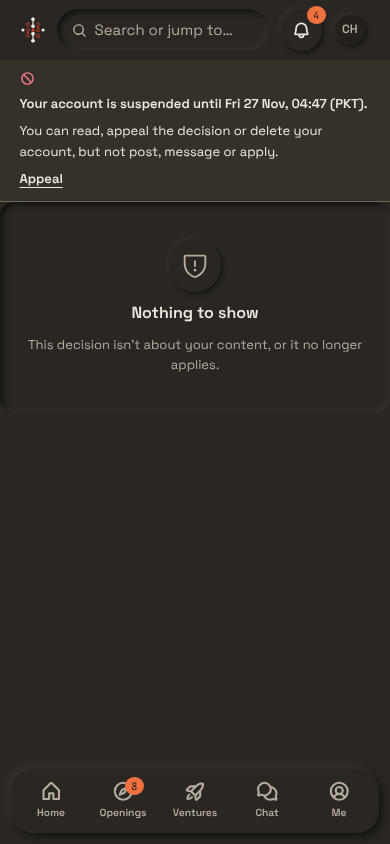 Search or jump to...
4
CH
Your account is suspended until Fri 27 Nov, 04:47 (PKT).
You can read, appeal the decision or delete your
account, but not post, message or apply.
Appeal
Nothing to show
This decision isn't about your content, or it no longer
applies.
8
Home
Openings
Ventures
Chat
Me